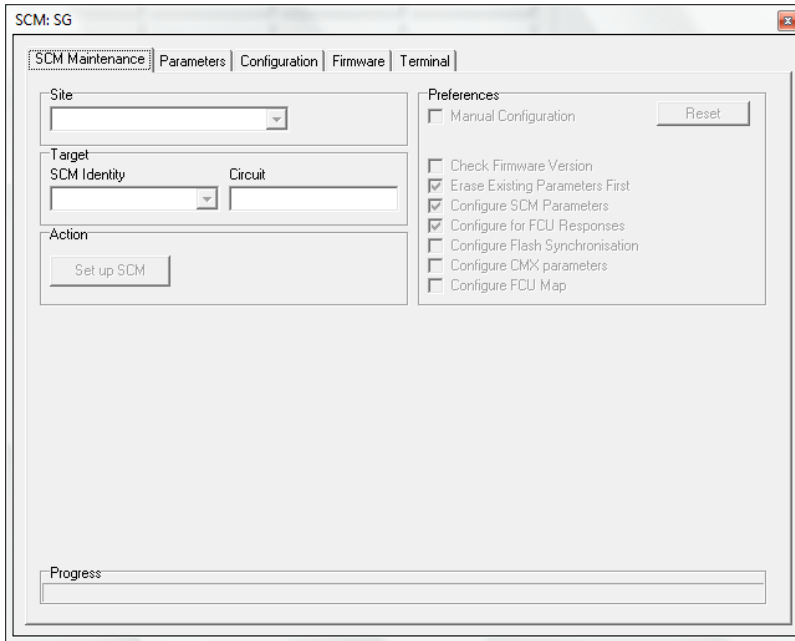 SCM: SG
SCM Maintenance Parameters Configuration Firmware Terminal
Site
Target
SCM Identity Circuit
Action
Set up SCM
Preferences
Manual Configuration Reset
Check Firmware Version
Erase Existing Parameters First
Configure SCM Parameters
Configure for FCU Responses
Configure Flash Synchronisation
Configure CMX parameters
Configure FCU Map
Progress